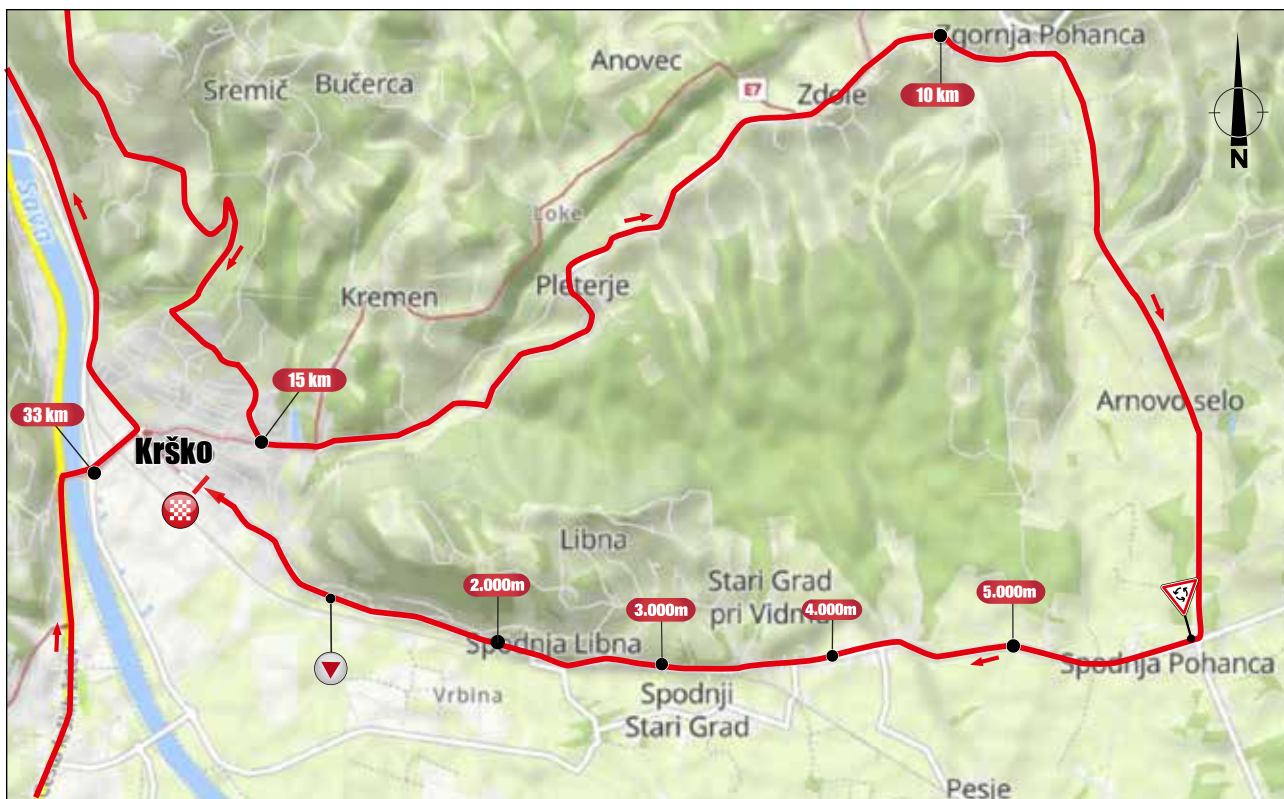 Zgornja Pohanca
Anovec
Sremič
Bučerca
E7
Zdole
10 km
N
Sava
Loke
Kremen
Pleterje
15 km
Arnovo selo
33 km
Krško
Libna
Stari Grad
pri Vidmu
2.000m
3.000m
4.000m
5.000m
Spodnja Libna
Spodnja Pohanca
Vrbina
Spodnji
Stari Grad
Pesje